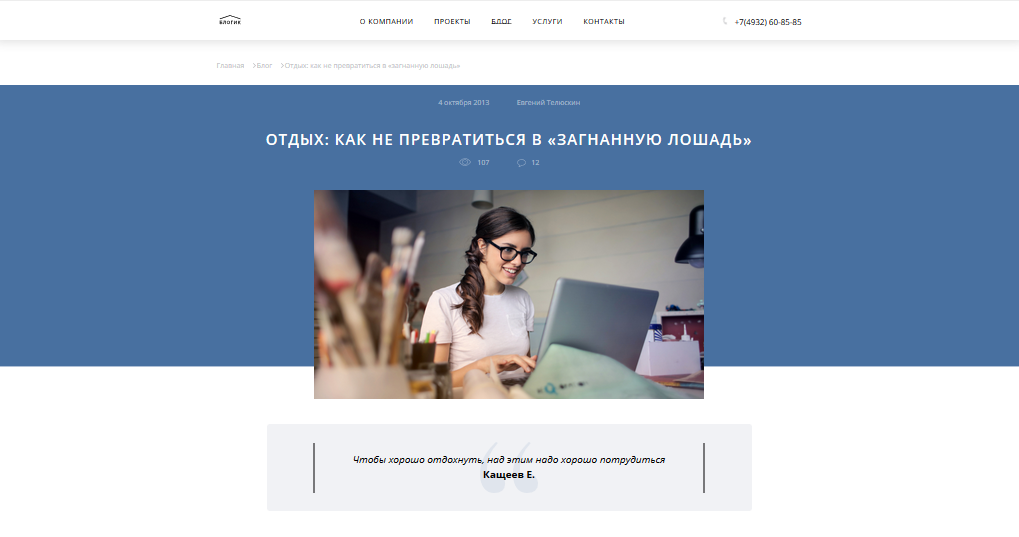 БЛОГИК
О КОМПАНИИ ПРОЕКТЫ БЛОГ УСЛУГИ КОНТАКТЫ
+7(4932) 60-85-85
Главная Блог Отдых: как не превратиться в «загнанную лошадь»
4 октября 2013 Евгений Телюскин
ОТДЫХ: КАК НЕ ПРЕВРАТИТЬСЯ В «ЗАГНАННУЮ ЛОШАДЬ»
107 12
Чтобы хорошо отдохнуть, над этим надо хорошо потрудиться
Кащеев Е.